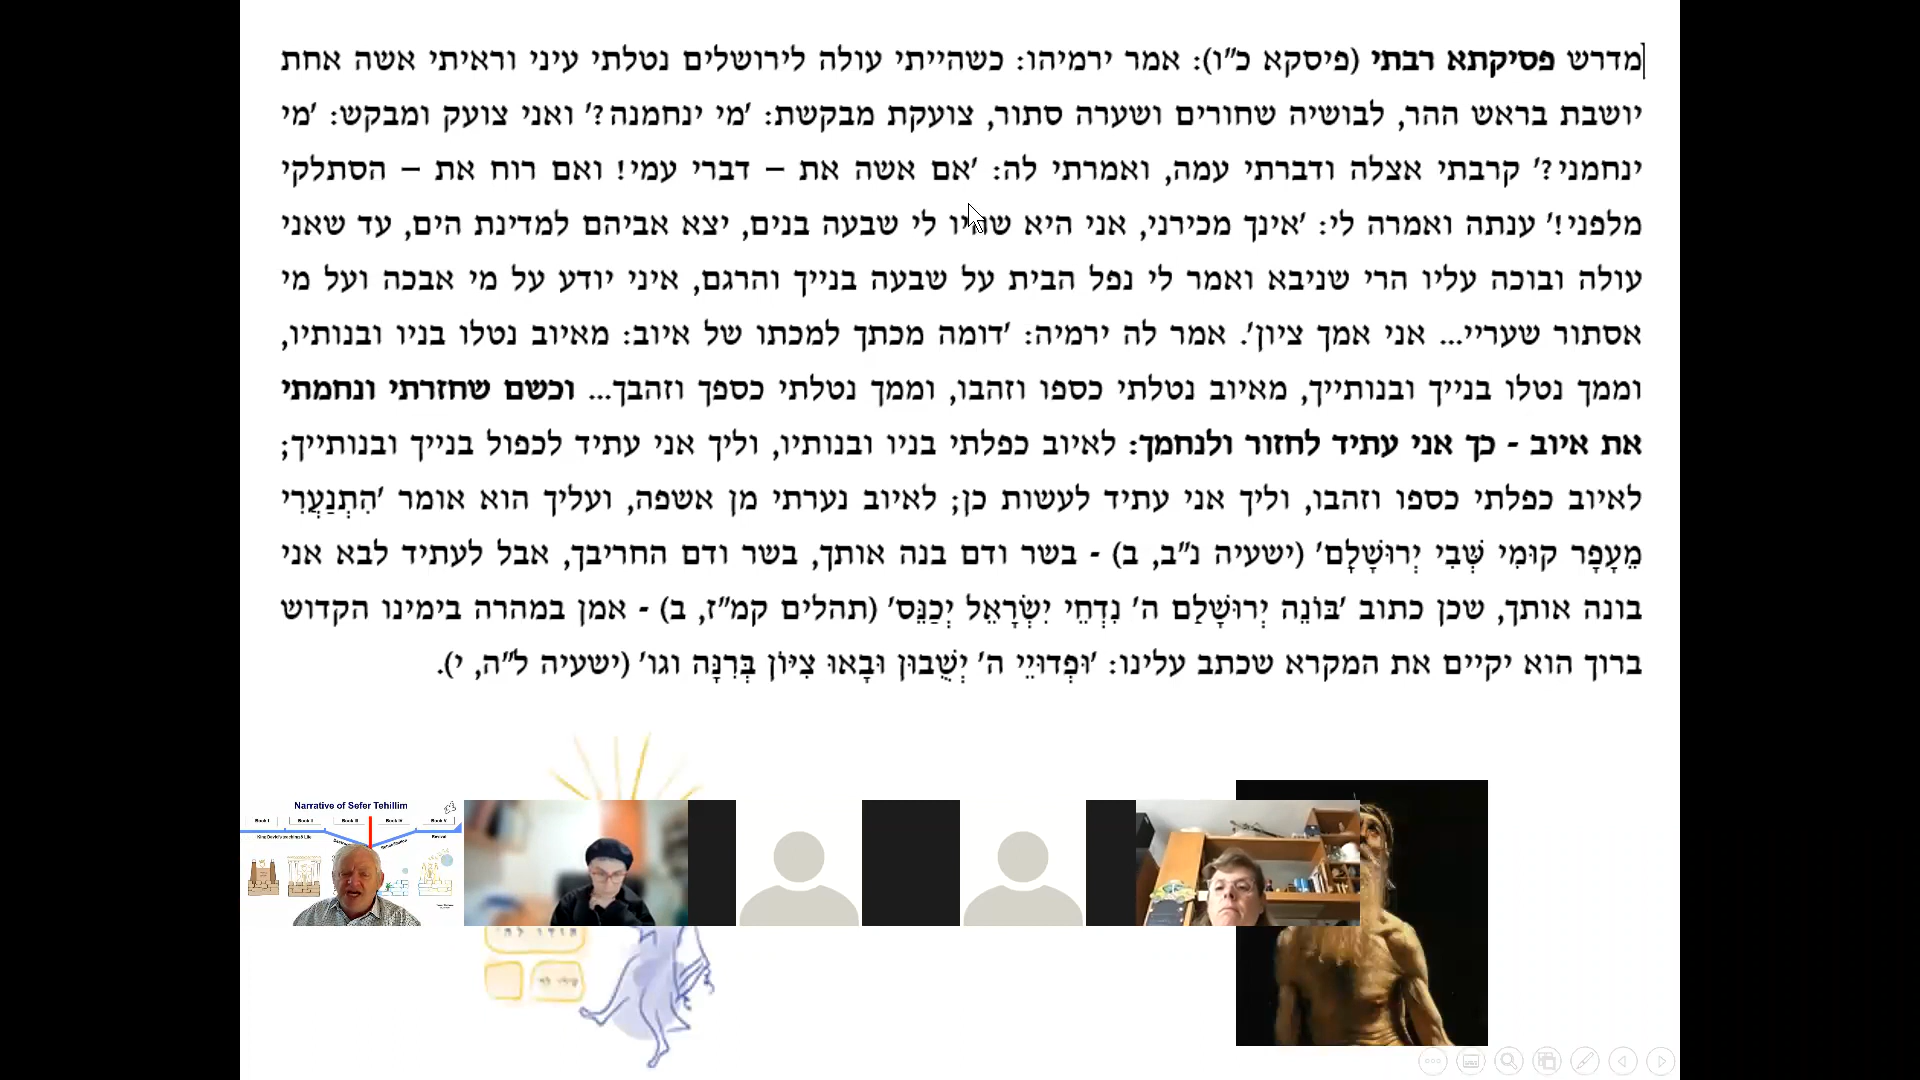 מדרש פסיקתא רבתי (פיסקא כ"ו): אמר ירמיהו: כשהייתי עולה לירושלים נטלתי עיני וראיתי אשה אחת
יושבת בראש ההר, לבושיה שחורים ושערה סתור, צועקת מבקשת: 'מי ינחמנה?' ואני צועק ומבקש: 'מי
ינחמני?' קרבתי אצלה ודברתי עמה, ואמרתי לה: 'אם אשה את – דברי עמי! ואם רוח את – הסתלקי
מלפני!' ענתה ואמרה לי: 'אינך מכירני, אני היא לי שבעה בנים, יצא אביהם למדינת הים, עד שאני
עולה ובוכה עליו הרי שניבא ואמר לי נפל הבית על שבעה בנייך והרגם, איני יודע על מי אבכה ועל מי
אסתור שעריי... אני אמך ציון'. אמר לה ירמיה: 'דומה מכתך למכתו של איוב: מאיוב נטלו בניו ובנותיו,
וממך נטלו בנייך ובנותייך, מאיוב נטלתי כספו וזהבו, וממך נטלתי כספך וזהבך... וכשם שחזרתי ונחמתי
את איוב - כך אני עתיד לחזור ולנחמך: לאיוב כפלתי בניו ובנותיו, וליך אני עתיד לכפול בנייך ובנותייך;
לאיוב כפלתי כספו וזהבו, וליך אני עתיד לעשות כן; לאיוב נערתי מן אשפה, ועליך הוא אומר 'הִתְנַעֲרִי
מֵעָפָר קוּמִי שְּׁבִי יְרוּשָׁלִָם' (ישעיה נ"ב, ב) - בשר ודם בנה אותך, בשר ודם החריבך, אבל לעתיד לבא אני
בונה אותך, שכן כתוב 'בּוֹנֵה יְרוּשָׁלִַם ה' נִדְחֵי יִשְׂרָאֵל יְכַנֵּס' (תהלים קמ"ז, ב) - אמן במהרה בימינו הקדוש
ברוך הוא יקיים את המקרא שכתב עלינו: 'וּפְדוּיֵי ה' יְשֻׁבוּן וּבָאוּ צִיּוֹן בְּרִנָּה וגו' (ישעיה ל"ה, י).
Narrative of Sefer Tehillim
Book I Book II Book III Book IV Book V